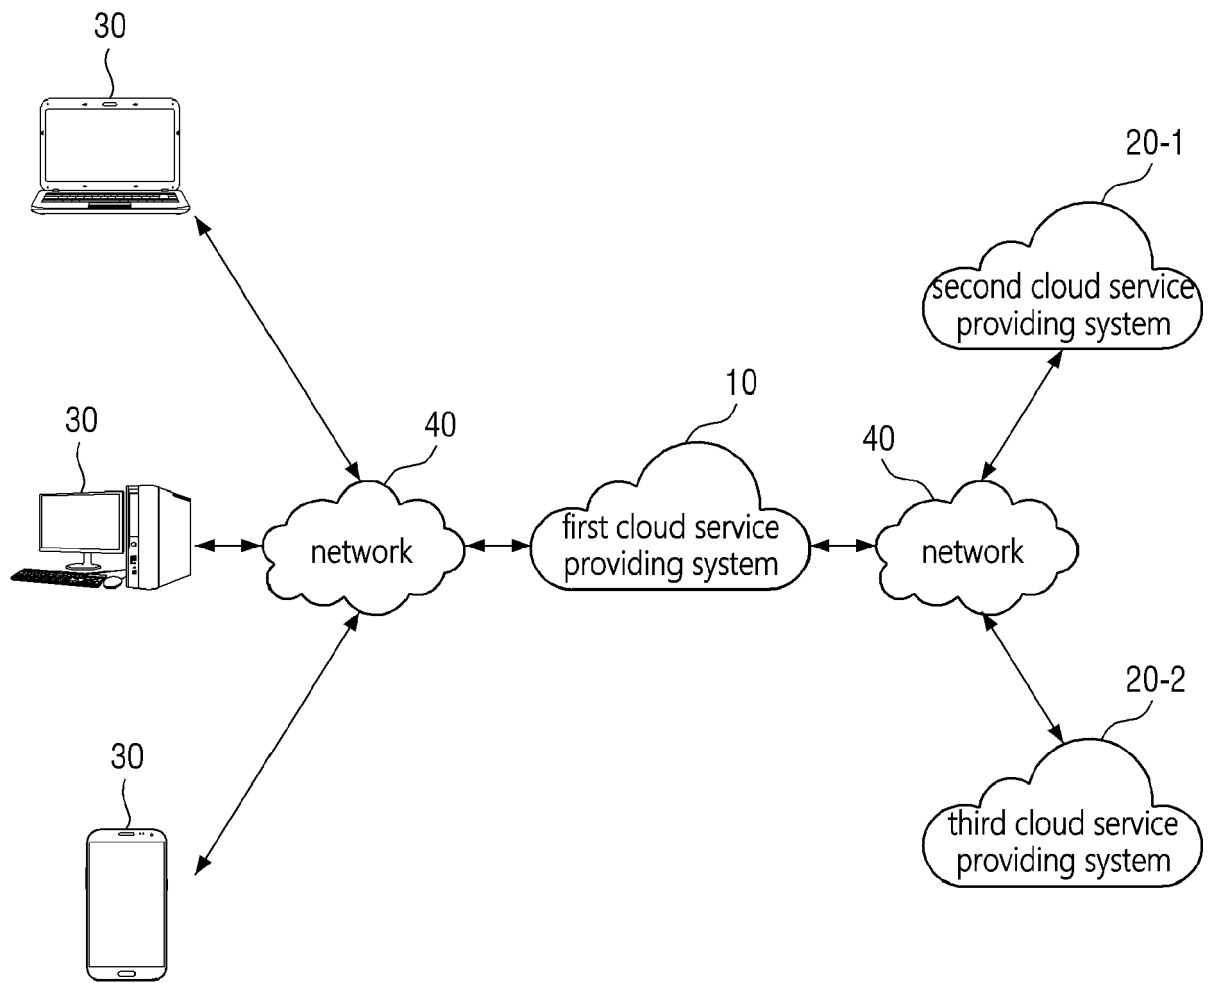 30
20-1
second cloud service
providing system
10
30
40
40
first cloud service
providing system
network
network
20-2
30
third cloud service
providing system